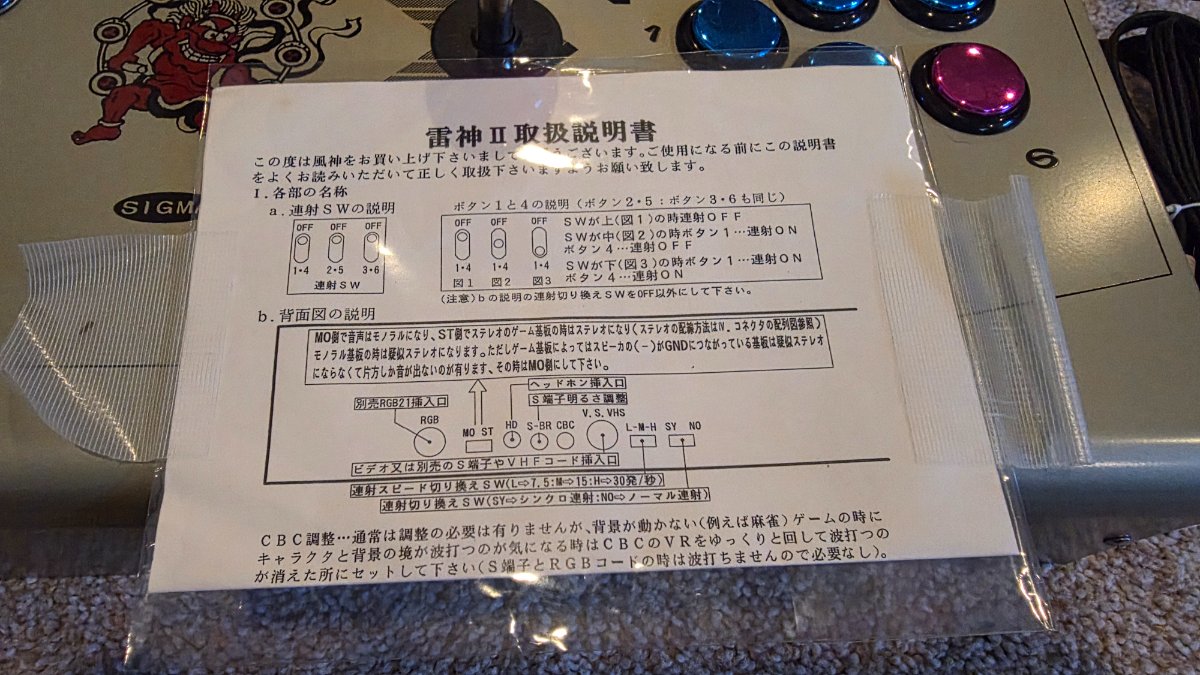 1
6
SIGMA
雷神Ⅱ取扱説明書
この度は風神をお買い上げ下さいまして ございます。ご使用になる前にこの説明書
をよくお読みいただいて正しく取扱下さいますようお願い致します。
Ⅰ.各部の名称
a.連射SWの説明
OFF OFF OFF
1・4 2・5 3・6
連射SW
ボタン1と4の説明(ボタン2・5:ボタン3・6も同じ)
OFF OFF OFF
1・4 1・4 1・4
図1 図2 図3
SWが上(図1)の時連射OFF
SWが中(図2)の時ボタン1…連射ON
ボタン4…連射OFF
SWが下(図3)の時ボタン1…連射ON
ボタン4…連射ON
(注意)bの説明の連射切り換えSWをOFF以外にして下さい。
b.背面図の説明
MO側で音声はモノラルになり、ST側でステレオのゲーム基板の時はステレオになり(ステレオの配線方法はⅣ.コネクタの配列図参照)
モノラル基板の時は疑似ステレオになります。ただしゲーム基板によってはスピーカの(-)がGNDにつながっている基板は疑似ステレオ
にならなくて片方しか音が出ないのが有ります、その時はMO側にして下さい。
ヘッドホン挿入口
別売RGB21挿入口
S端子明るさ調整
RGB MO ST HD S-BR CBC V.S.VHS L-M-H SY NO
ビデオ又は別売のS端子やVHFコード挿入口
連射スピード切り換えSW(L⇨7.5:M⇨15:H⇨30発/秒)
連射切り換えSW(SY⇨シンクロ連射:NO⇨ノーマル連射)
CBC調整…通常は調整の必要は有りませんが、背景が動かない(例えば麻雀)ゲームの時に
キャラクタと背景の境が波打つのが気になる時はCBCのVRをゆっくりと回して波打つの
が消えた所にセットして下さい(S端子とRGBコードの時は波打ちませんので必要なし)。